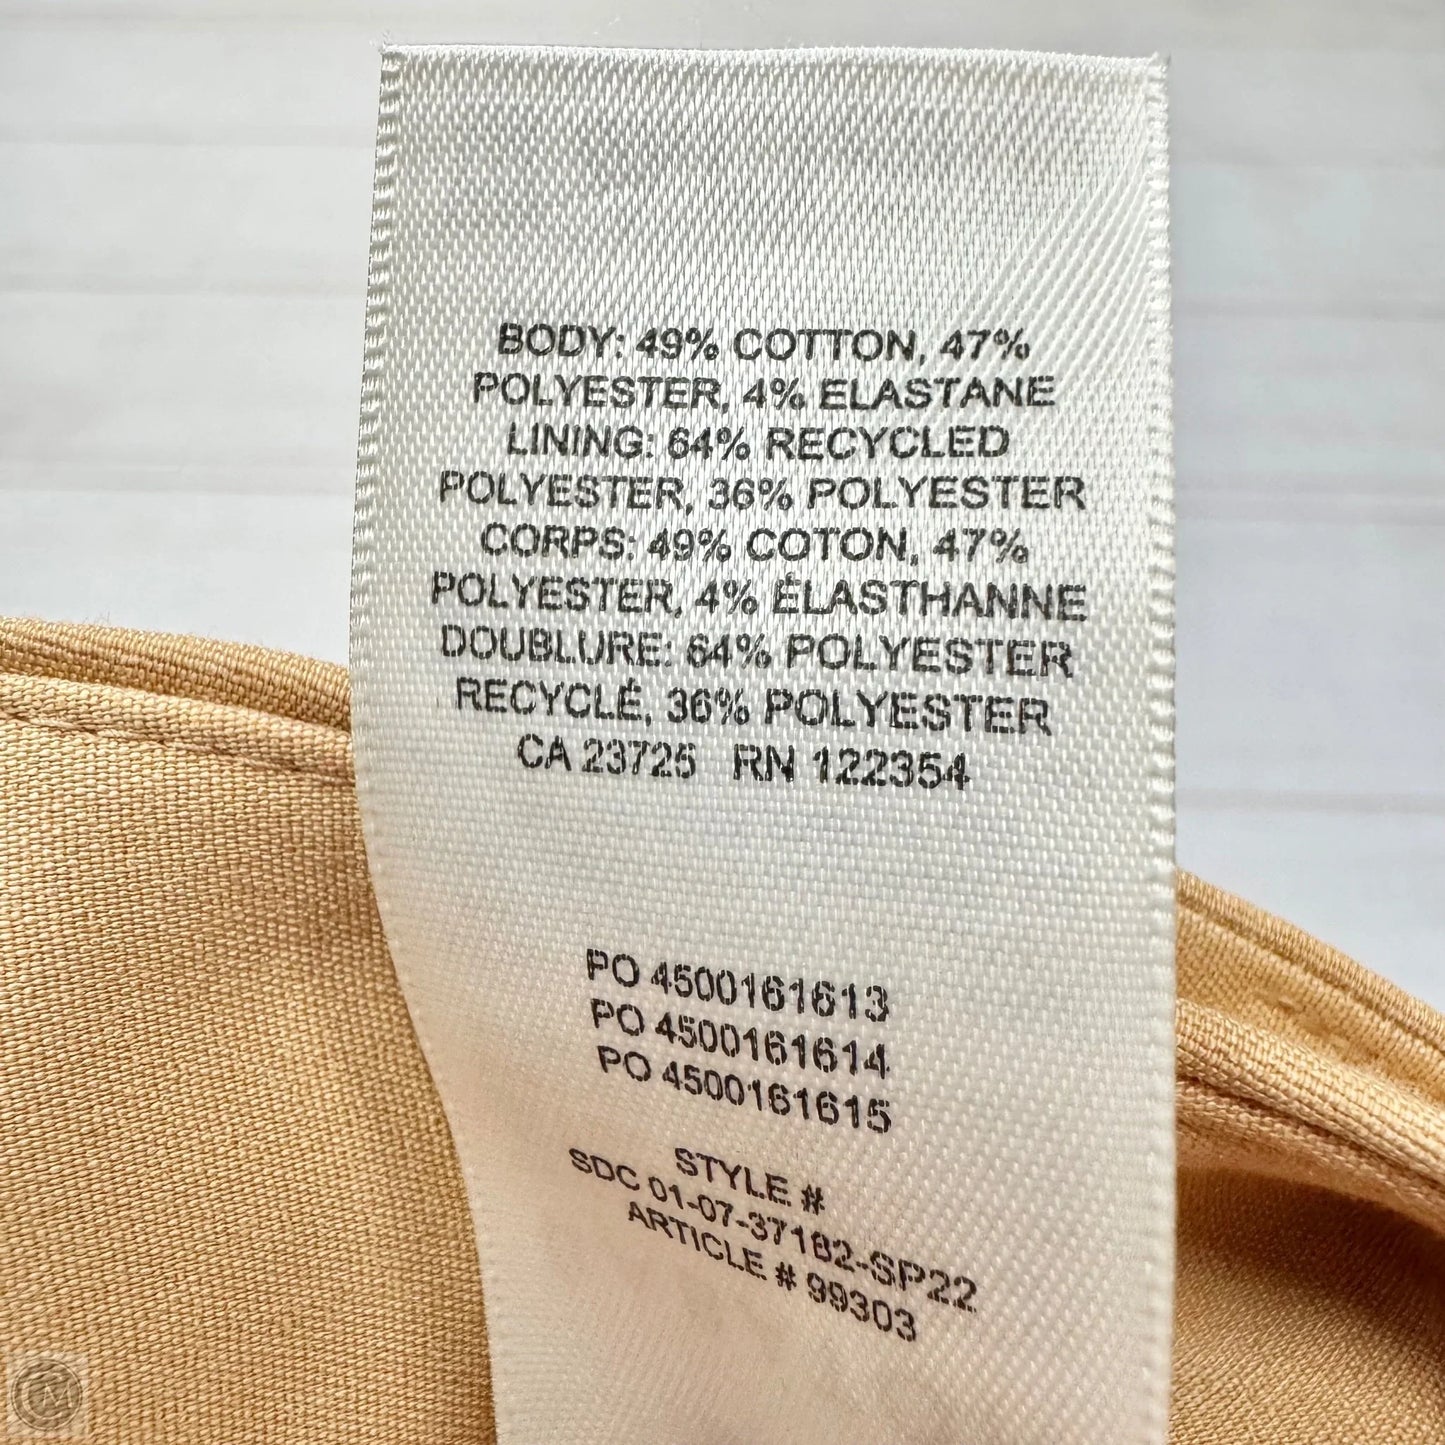 BODY: 49% COTTON, 47%
POLYESTER, 4% ELASTANE
LINING: 64% RECYCLED
POLYESTER, 36% POLYESTER
CORPS: 49% COTON, 47%
POLYESTER, 4% ÉLASTHANNE
DOUBLURE: 64% POLYESTER
RECYCLÉ, 36% POLYESTER
CA 23725 RN 122354
PO 4500161613
PO 4500161614
PO 4500161615
STYLE #
SDC 01-07-37182-SP22
ARTICLE # 99303